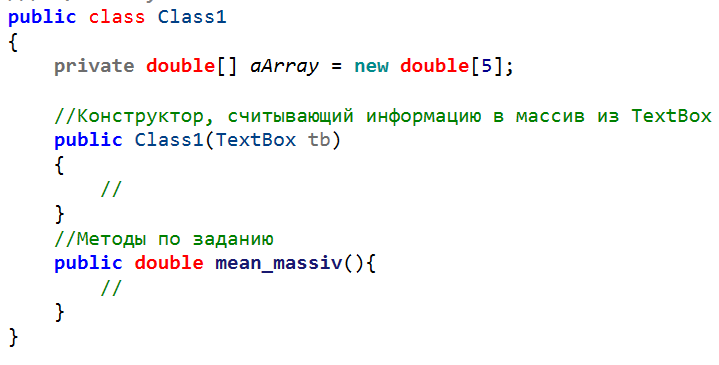 public class Class1
{
    private double[] aArray = new double[5];

    //Конструктор, считывающий информацию в массив из TextBox
    public Class1(TextBox tb)
    {
        //
    }
    //Методы по заданию
    public double mean_massiv(){
        //
    }
}